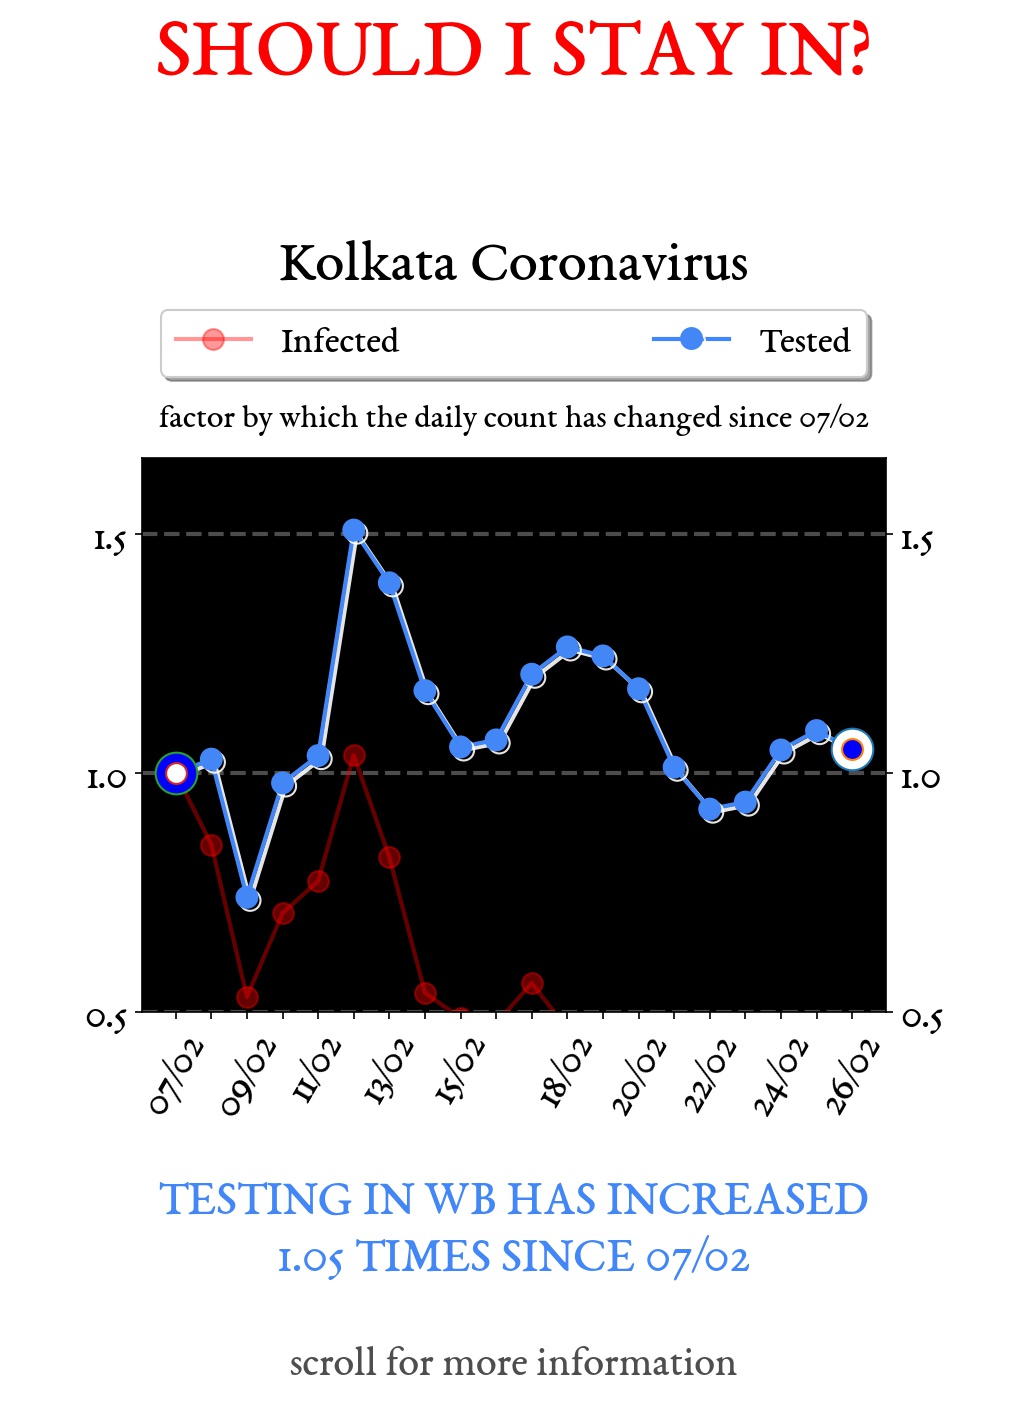 SHOULD I STAY IN?
Kolkata Coronavirus
Infected Tested
factor by which the daily count has changed since 07/02
1.5 1.5
1.0 1.0
0.5 0.5
07/02 09/02 11/02 13/02 15/02 18/02 20/02 22/02 24/02 26/02
TESTING IN WB HAS INCREASED
1.05 TIMES SINCE 07/02
scroll for more information